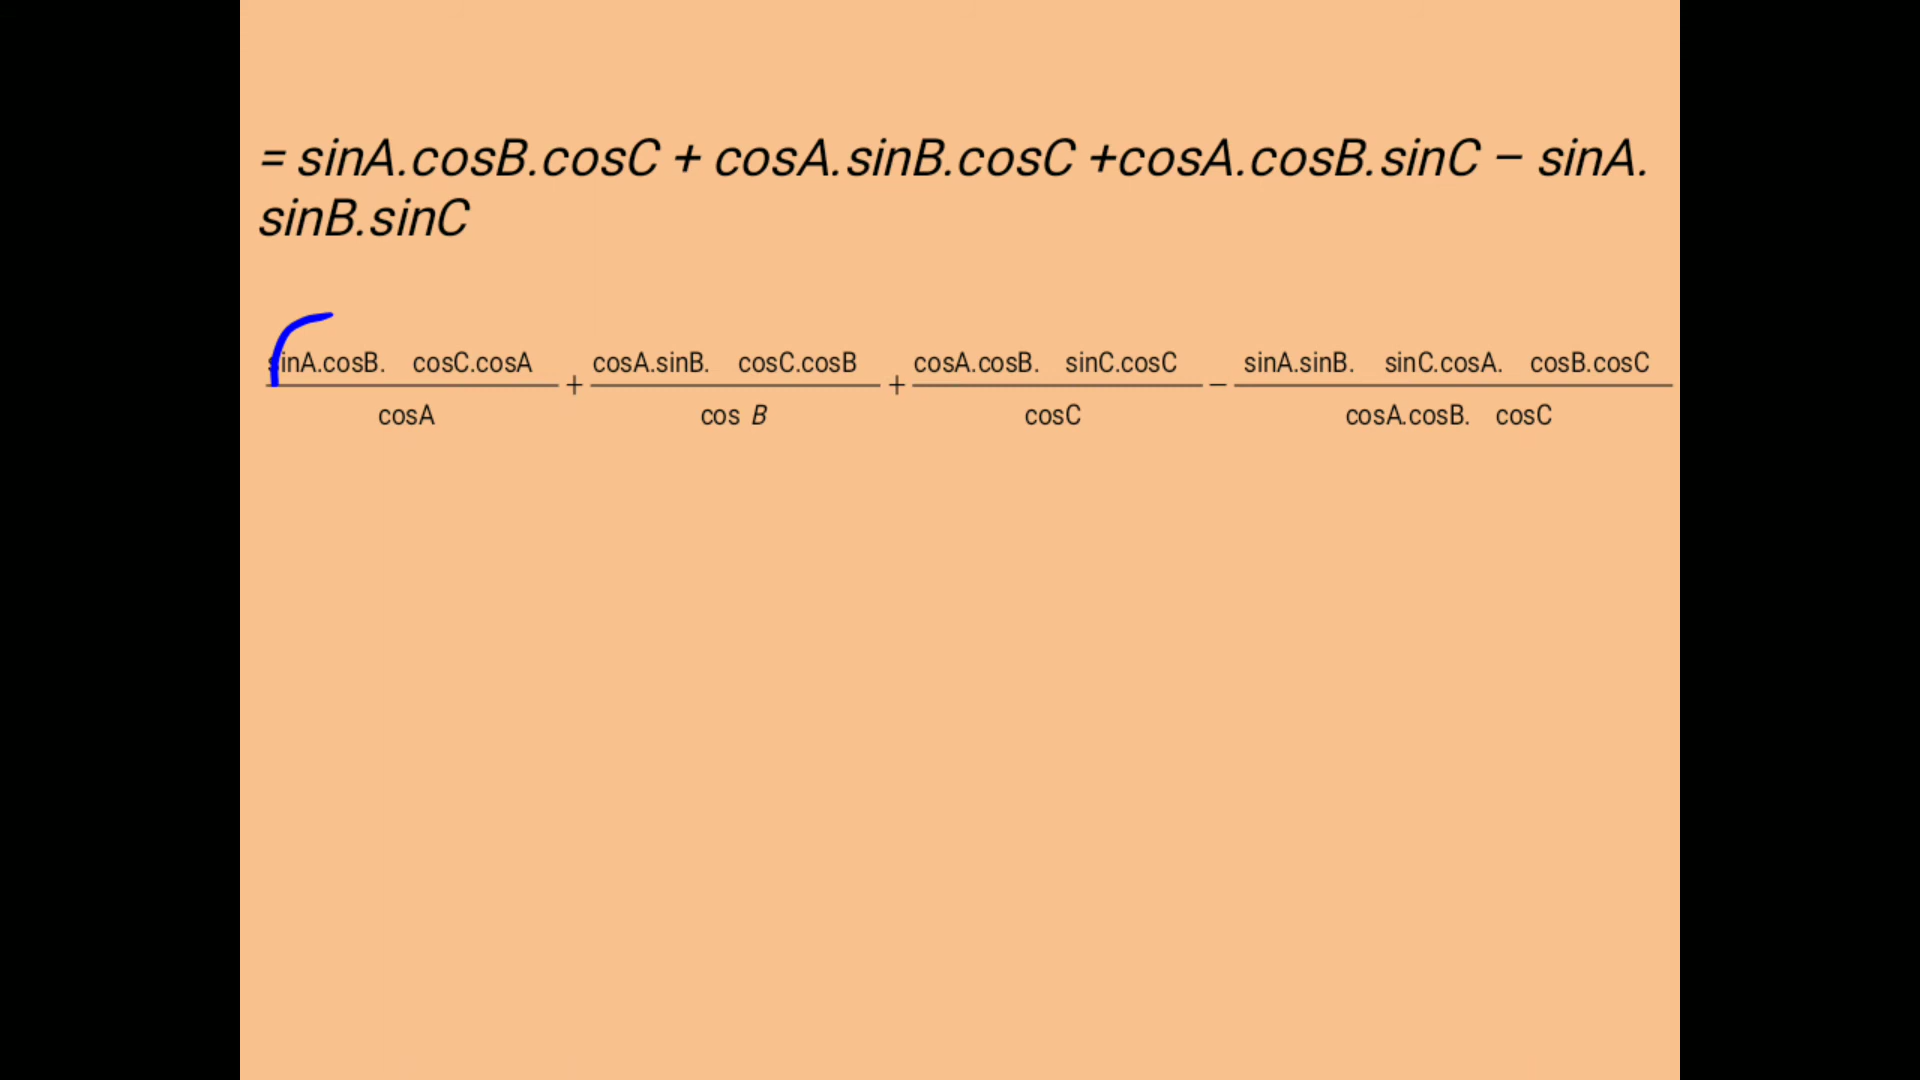 = sinA.cosB.cosC + cosA.sinB.cosC +cosA.cosB.sinC − sinA.
sinB.sinC
sinA.cosB. cosC.cosA / cosA + cosA.sinB. cosC.cosB / cos B + cosA.cosB. sinC.cosC / cosC − sinA.sinB. sinC.cosA. cosB.cosC / cosA.cosB. cosC